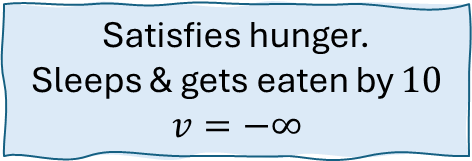 Satisfies hunger.
Sleeps & gets eaten by 10
v = −∞